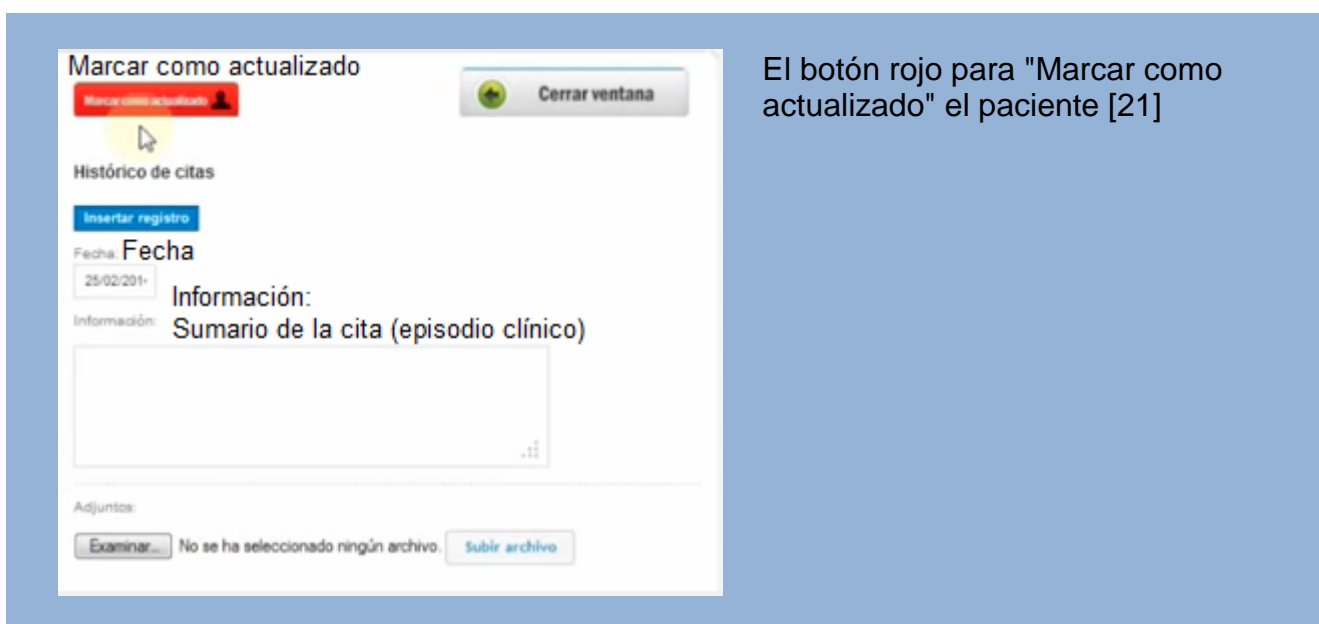 Marcar como actualizado
Marcar como actualizado
Cerrar ventana
Histórico de citas
Insertar registro
Fecha: Fecha
25/02/201
Información:
Información:
Sumario de la cita (episodio clínico)
Adjuntos:
Examinar... No se ha seleccionado ningún archivo. Subir archivo
El botón rojo para "Marcar como
actualizado" el paciente [21]